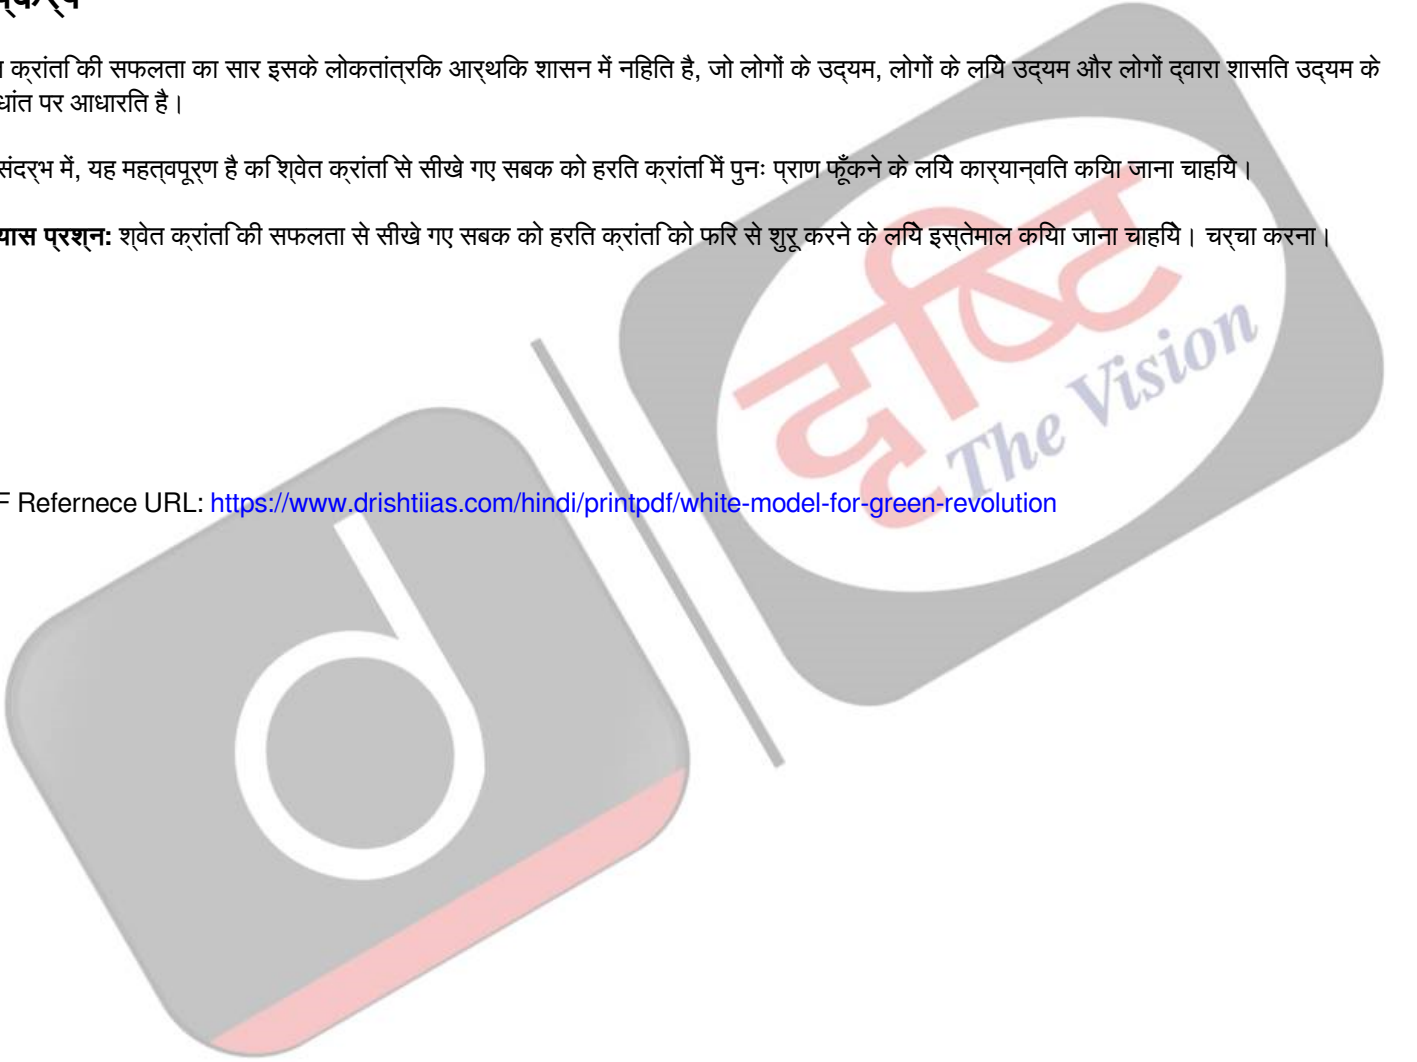 क्रांति की सफलता का सार इसके लोकतांत्रिक आर्थिक शासन में निहित है, जो लोगों के उद्यम, लोगों के लिये उद्यम और लोगों द्वारा शासित उद्यम के
पर आधारित है।
संदर्भ में, यह महत्वपूर्ण है कि श्वेत क्रांति से सीखे गए सबक को हरित क्रांति में पुनः प्राण फूँकने के लिये कार्यान्वित किया जाना चाहिये।
यास प्रश्न: श्वेत क्रांति की सफलता से सीखे गए सबक को हरित क्रांति को फिर से शुरू करने के लिये इस्तेमाल किया जाना चाहिये। चर्चा करना।
दृष्टि
The Vision
F Refernece URL: https://www.drishtiias.com/hindi/printpdf/white-model-for-green-revolution
d